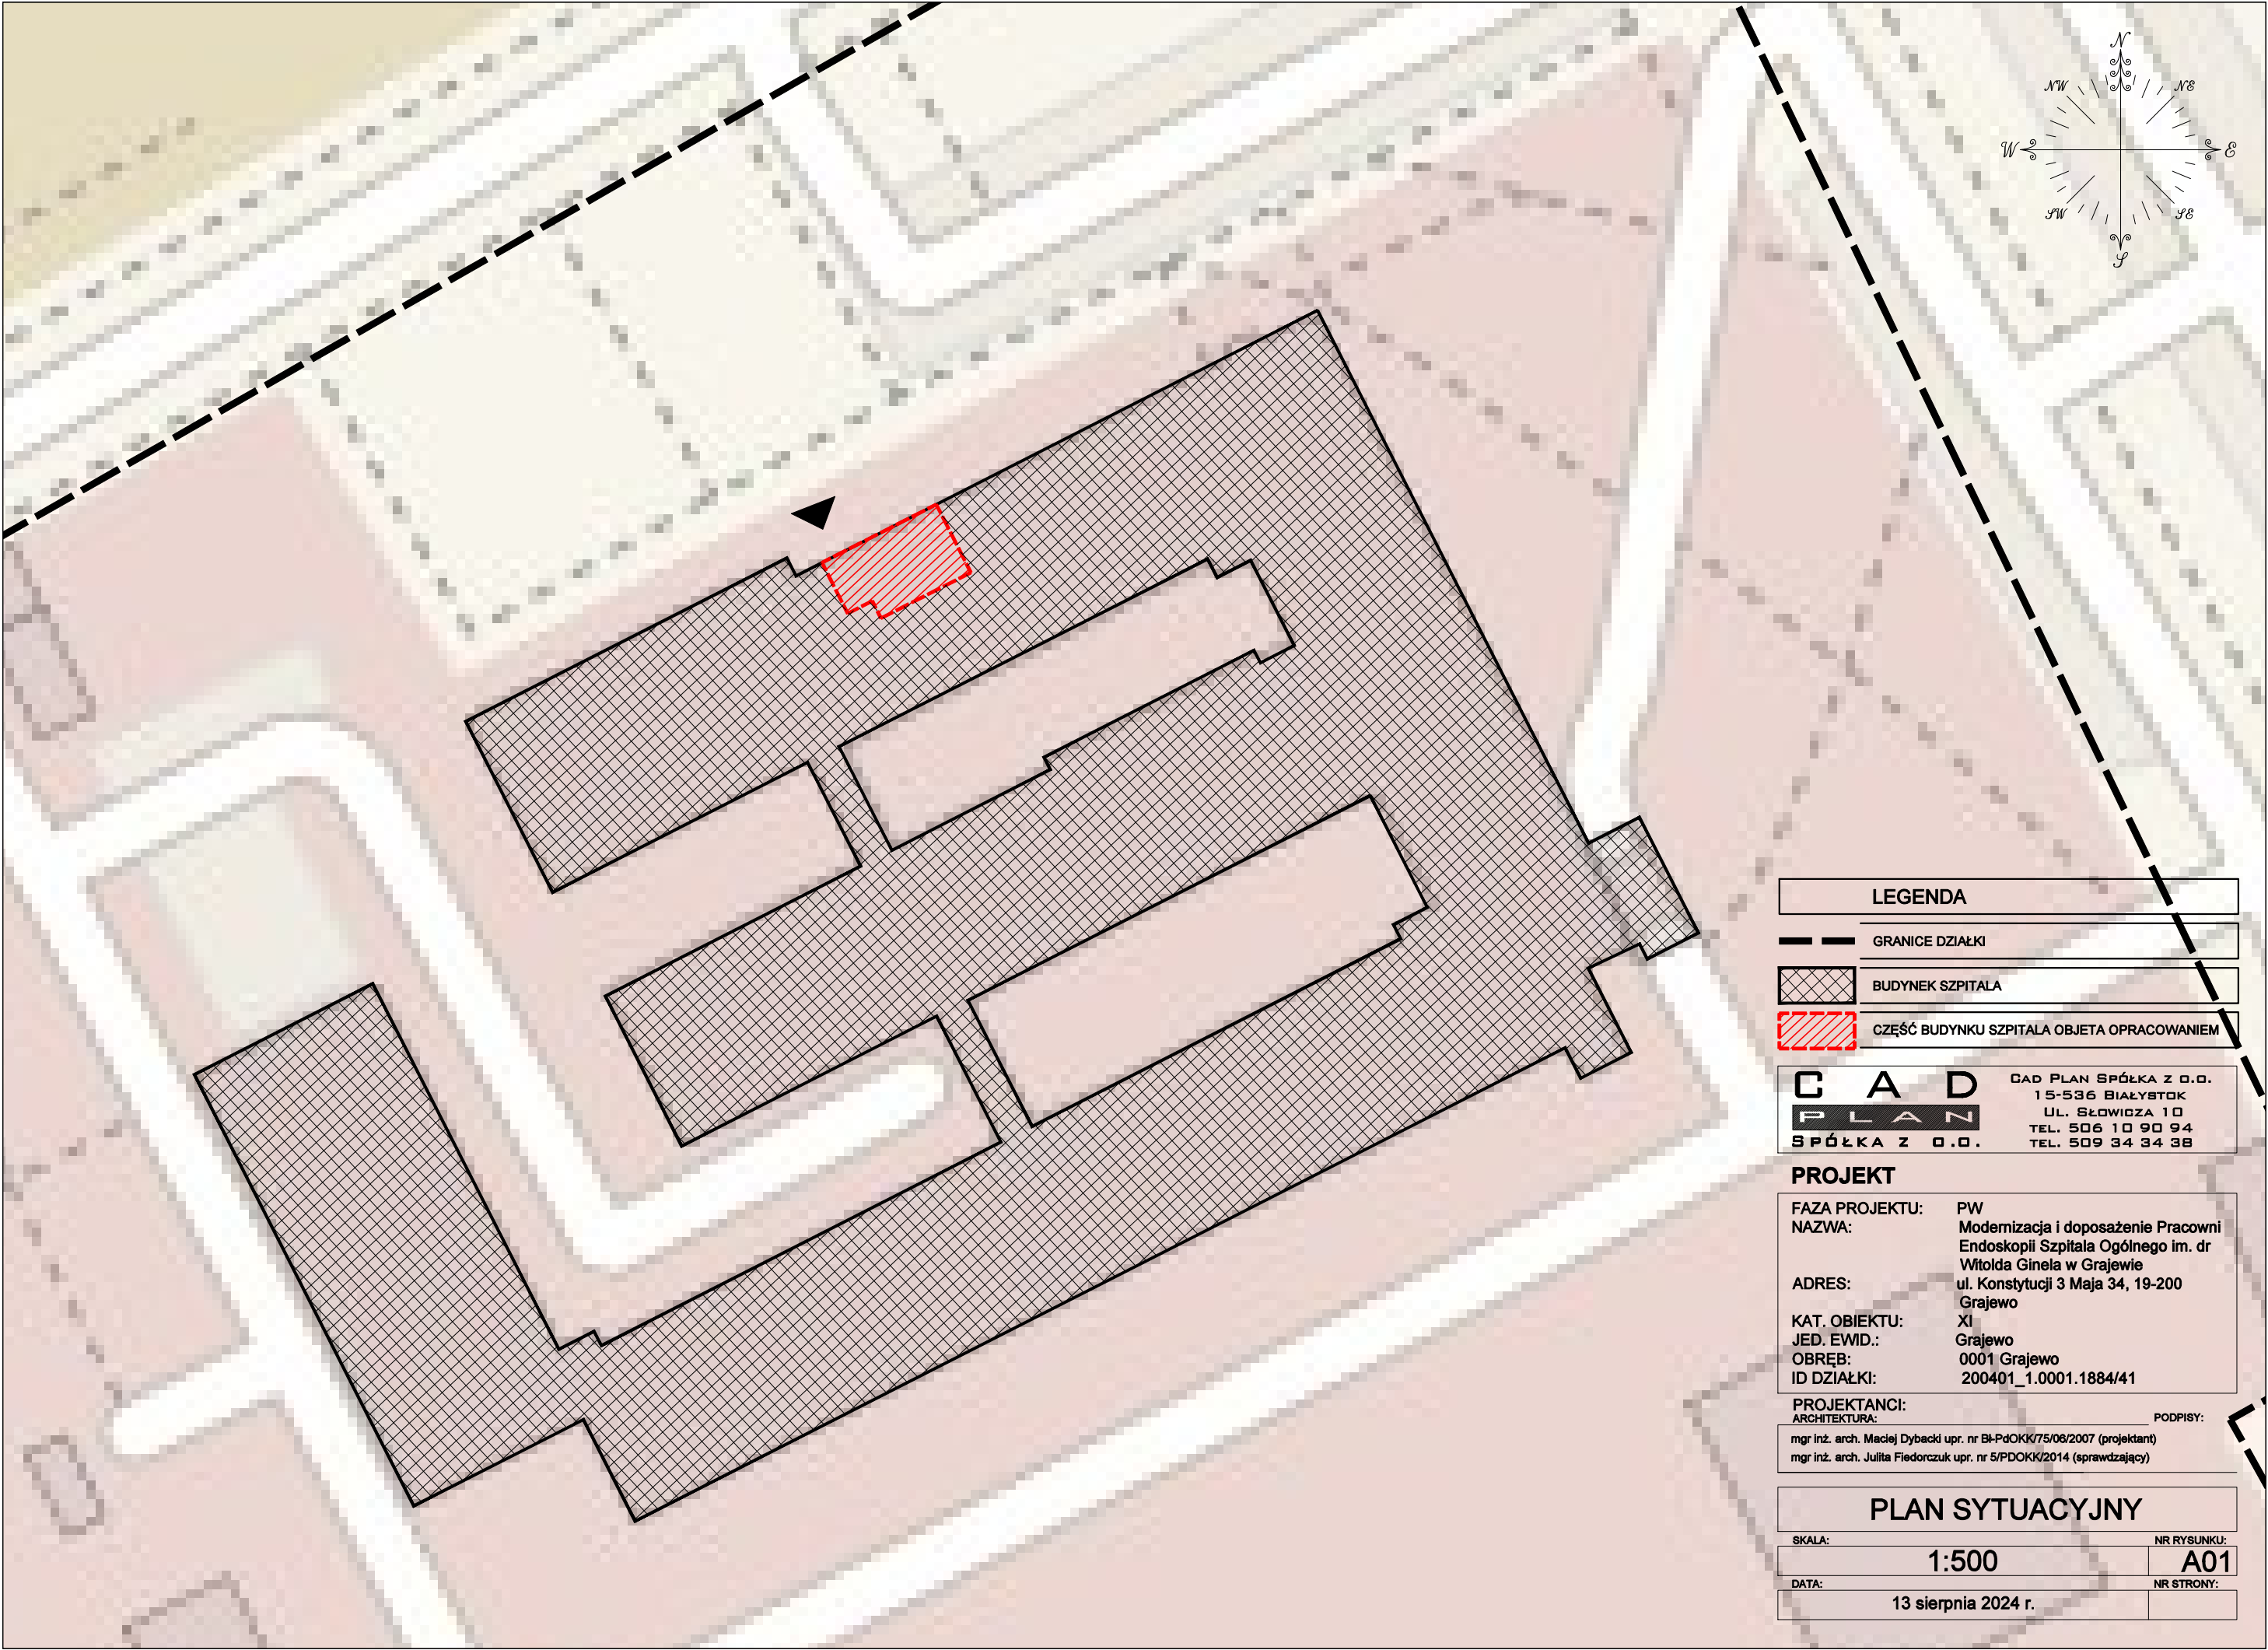 N
NW
NE
W
E
SW
SE
S
LEGENDA
GRANICE DZIAŁKI
BUDYNEK SZPITALA
CZĘŚĆ BUDYNKU SZPITALA OBJETA OPRACOWANIEM
CAD
PLAN
SPÓŁKA Z O.O.
CAD PLAN SPÓŁKA Z O.O.
15-536 BIAŁYSTOK
UL. SŁOWICZA 10
TEL. 506 10 90 94
TEL. 509 34 34 38
PROJEKT
FAZA PROJEKTU: PW
NAZWA: Modernizacja i doposażenie Pracowni
Endoskopii Szpitala Ogólnego im. dr
Witolda Ginela w Grajewie
ADRES: ul. Konstytucji 3 Maja 34, 19-200
Grajewo
KAT. OBIEKTU: XI
JED. EWID.: Grajewo
OBRĘB: 0001 Grajewo
ID DZIAŁKI: 200401_1.0001.1884/41
PROJEKTANCI:
ARCHITEKTURA: PODPISY:
mgr inż. arch. Maciej Dybacki upr. nr Bł-PdOKK/75/06/2007 (projektant)
mgr inż. arch. Julita Fiedorczuk upr. nr 5/PDOKK/2014 (sprawdzający)
PLAN SYTUACYJNY
SKALA: NR RYSUNKU:
1:500 A01
DATA: NR STRONY:
13 sierpnia 2024 r.